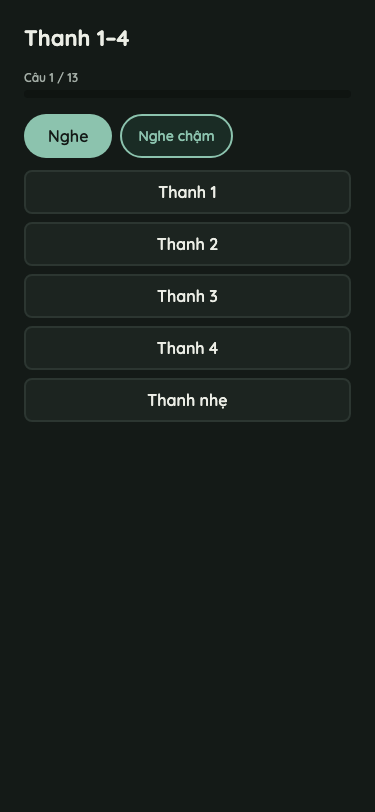 Thanh 1–4
Câu 1 / 13
Nghe
Nghe chậm
Thanh 1
Thanh 2
Thanh 3
Thanh 4
Thanh nhẹ